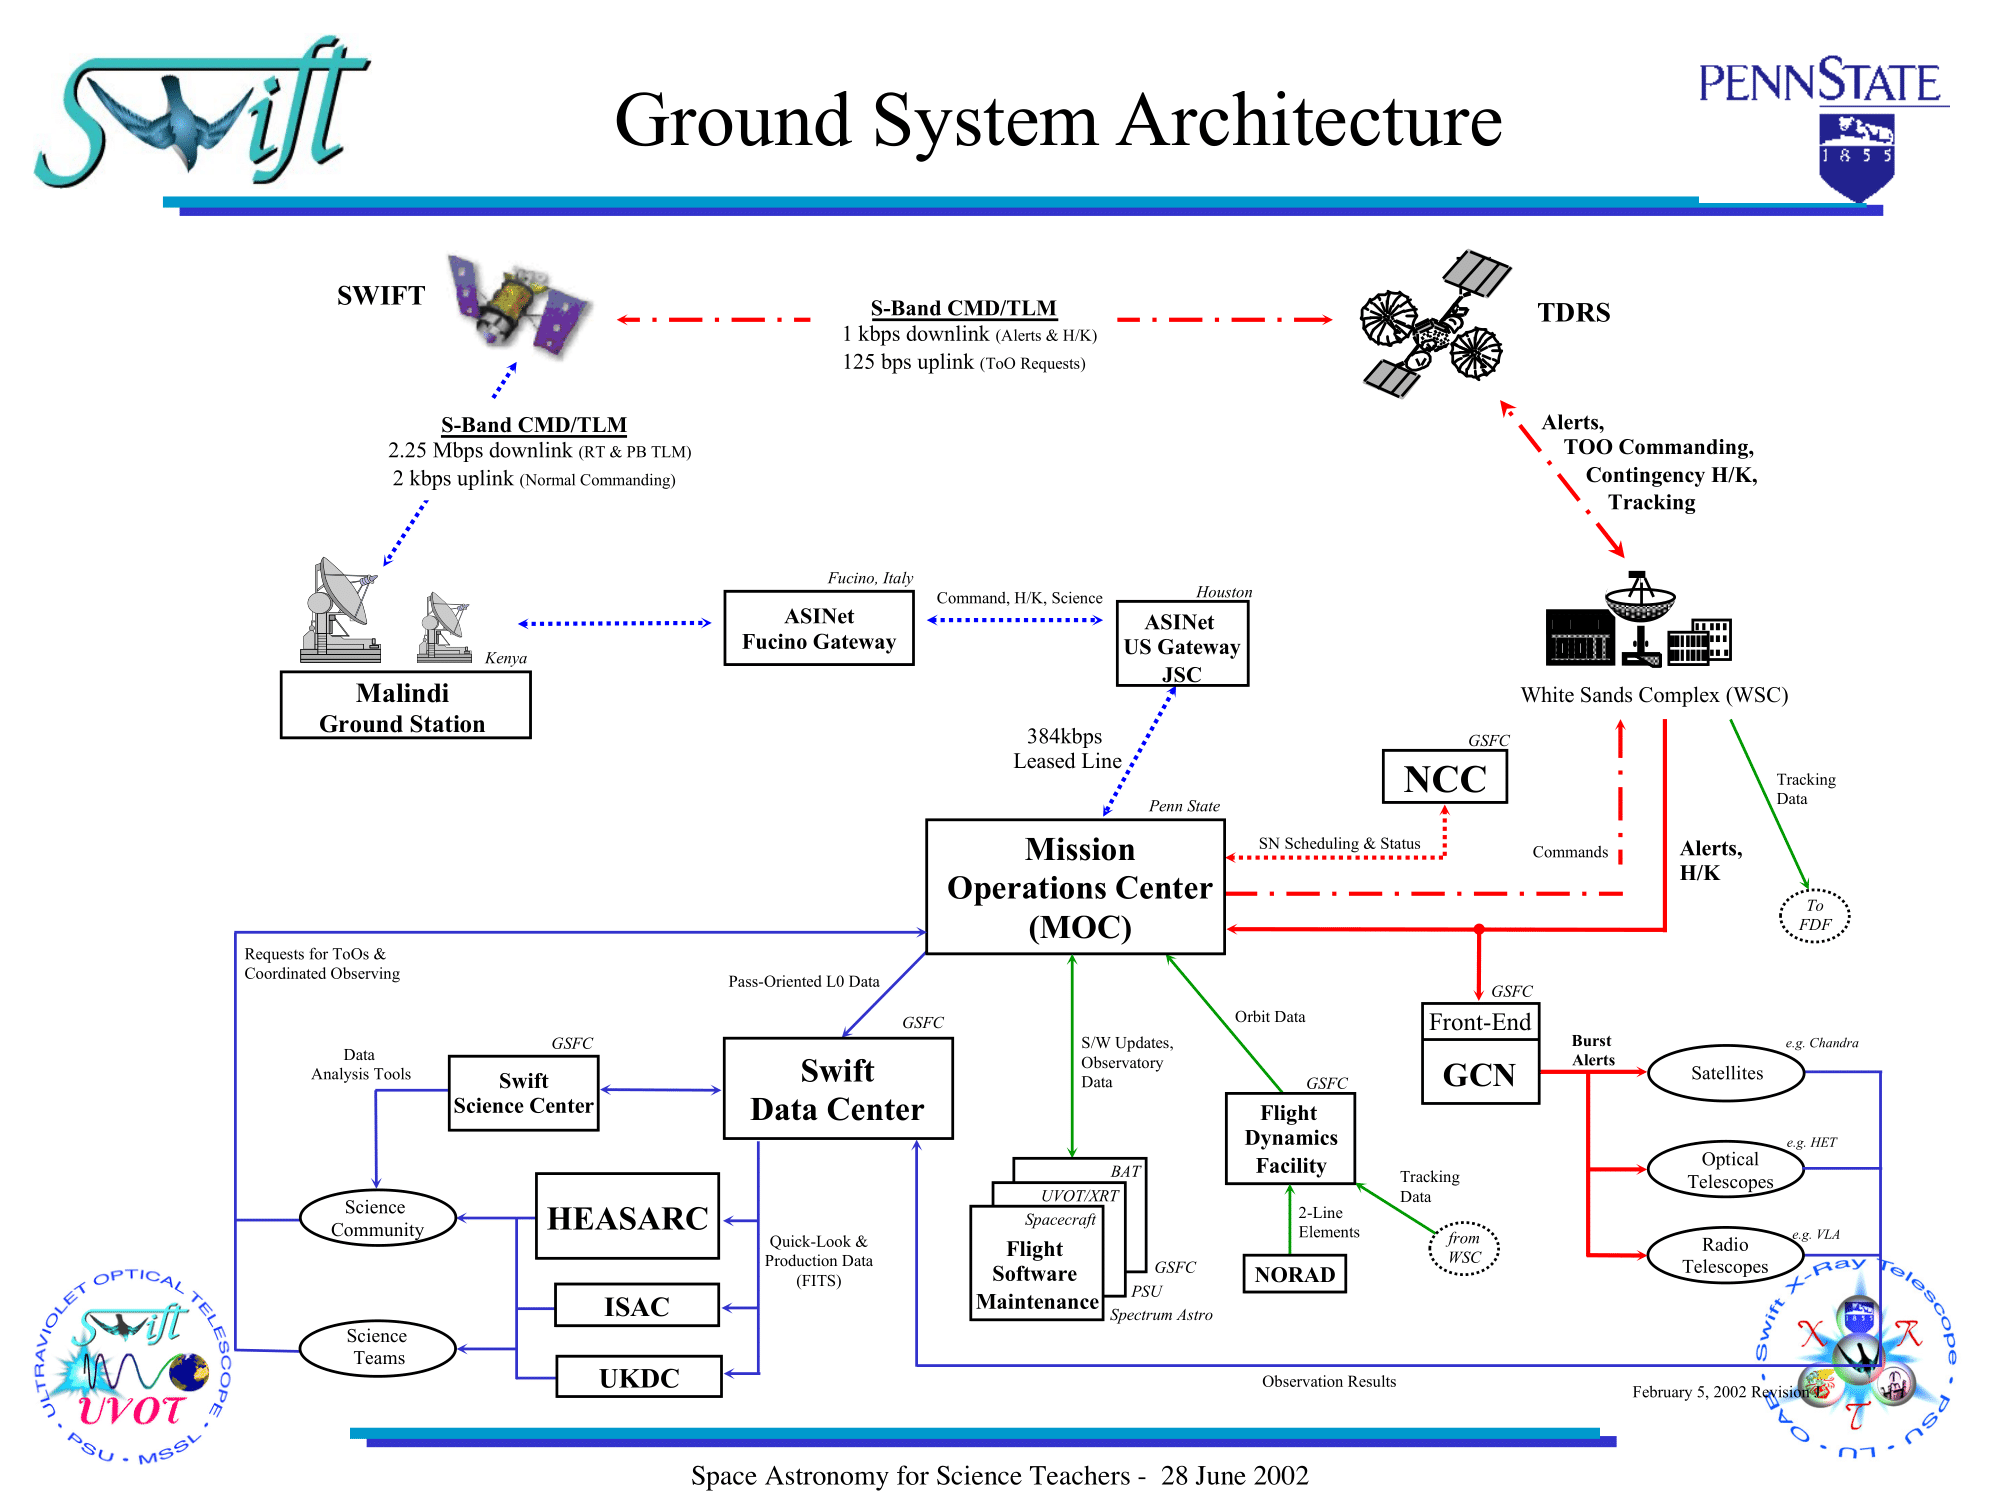 Swift
Ground System Architecture
PENNSTATE
1855
SWIFT
S-Band CMD/TLM
1 kbps downlink (Alerts & H/K)
125 bps uplink (ToO Requests)
TDRS
S-Band CMD/TLM
2.25 Mbps downlink (RT & PB TLM)
2 kbps uplink (Normal Commanding)
Alerts,
TOO Commanding,
Contingency H/K,
Tracking
Kenya
Malindi
Ground Station
Fucino, Italy
ASINet
Fucino Gateway
Command, H/K, Science
Houston
ASINet
US Gateway
JSC
White Sands Complex (WSC)
384kbps
Leased Line
GSFC
NCC
Tracking
Data
Penn State
Mission
Operations Center
(MOC)
SN Scheduling & Status
Commands
Alerts,
H/K
To
FDF
Requests for ToOs &
Coordinated Observing
Pass-Oriented L0 Data
GSFC
Swift
Data Center
GSFC
Swift
Science Center
Data
Analysis Tools
S/W Updates,
Observatory
Data
Orbit Data
GSFC
Flight
Dynamics
Facility
GSFC
Front-End
GCN
Burst
Alerts
e.g. Chandra
Satellites
e.g. HET
Optical
Telescopes
e.g. VLA
Radio
Telescopes
Science
Community
HEASARC
Quick-Look &
Production Data
(FITS)
ISAC
Science
Teams
UKDC
BAT
UVOT/XRT
Spacecraft
Flight
Software
Maintenance
GSFC
PSU
Spectrum Astro
2-Line
Elements
NORAD
Tracking
Data
from
WSC
Observation Results
February 5, 2002 Revision
ULTRAVIOLET OPTICAL TELESCOPE • PSU • MSSL •
Swift
UVOT
Swift X-Ray Telescope • PSU • LU • OAB •
X R T
1855
Space Astronomy for Science Teachers - 28 June 2002